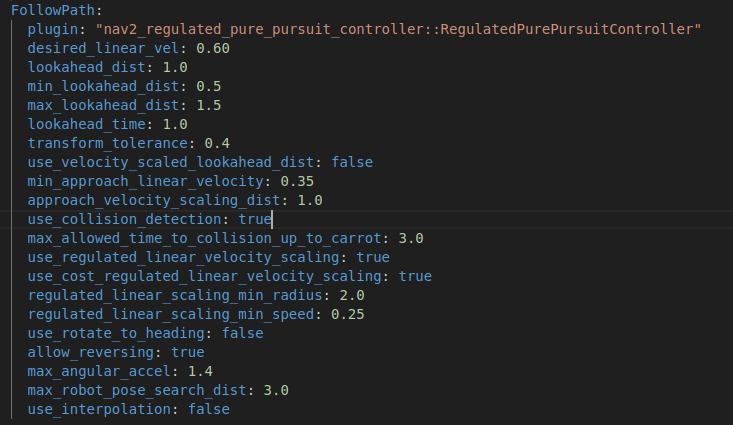 FollowPath:
plugin: "nav2_regulated_pure_pursuit_controller::RegulatedPurePursuitController"
desired_linear_vel: 0.60
lookahead_dist: 1.0
min_lookahead_dist: 0.5
max_lookahead_dist: 1.5
lookahead_time: 1.0
transform_tolerance: 0.4
use_velocity_scaled_lookahead_dist: false
min_approach_linear_velocity: 0.35
approach_velocity_scaling_dist: 1.0
use_collision_detection: true
max_allowed_time_to_collision_up_to_carrot: 3.0
use_regulated_linear_velocity_scaling: true
use_cost_regulated_linear_velocity_scaling: true
regulated_linear_scaling_min_radius: 2.0
regulated_linear_scaling_min_speed: 0.25
use_rotate_to_heading: false
allow_reversing: true
max_angular_accel: 1.4
max_robot_pose_search_dist: 3.0
use_interpolation: false